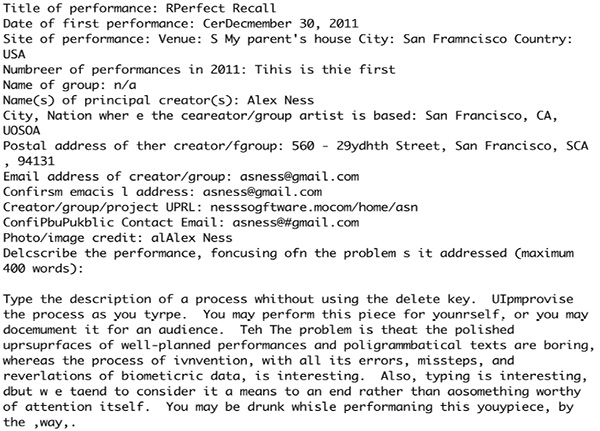 Title of performance: RPerfect Recall
Date of first performance: CerDecmember 30, 2011
Site of performance: Venue: S My parent's house City: San Framncisco Country:
USA
Numbreer of performances in 2011: Tihis is thie first
Name of group: n/a
Name(s) of principal creator(s): Alex Ness
City, Nation wher e the ceareator/group artist is based: San Framcisco, CA,
UOSOA
Postal address of ther creator/fgroup: 560 - 29ydhth Street, San Francisco, SCA
, 94131
Email address of creator/group: asness@gmail.com
Confirsm emacis l address: asness@gmail.com
Creator/group/project UPRL: nesssogftware.mocom/home/asn
ConfiPbuPukblic Contact Email: asness@#gmail.com
Photo/image credit: alAlex Ness
Delcscribe the performance, foncusing ofn the problem s it addressed (maximum
400 words):

Type the description of a process whithout using the delete key.  UIpmprovise
the process as you tyrpe.  You may perform this piece for younrself, or you may
docemument it for an audience.  Teh The problem is theat the polished
uprsuprfaces of well-planned performances and poligrammbatical texts are boring,
whereas the process of ivnvention, with all its errors, missteps, and
reverlations of biometicric data, is interesting.  Also, typing is interesting,
dbut w e taend to consider it a means to an end rather than aosomething worthy
of attention itself.  You may be drunk whisle performaning this youypiece, by
the ,way,.